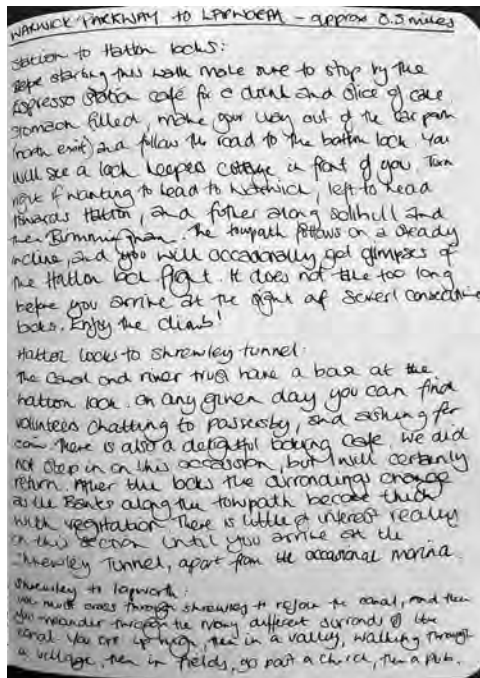 WARWICK PARKWAY TO LAPWORTH - approx 8.5 miles
Station to Hatton locks:
Before starting this walk make sure to stop by the
Espresso Station café for a drink and slice of cake
stomach filled, make your way out of the car park
(north exit) and follow the road to the bottom lock. You
will see a lock keepers cottage in front of you. Turn
right if wanting to head to Warwick, left to head
towards Hatton, and futher along solihull and
then Birmmingham. The towpath follows on a steady
incline, and you will occasionally get glimpses of
the Hatton lock flight. It does not take too long
before you arrive at the sight of several consecutive
locks. Enjoy the climb!
Hatton locks to Shrewley tunnel:
The Canal and river trust have a base at the
hatton lock. On any given day you can find
volunteers chatting to passersby, and asking for
coin. There is also a delightful looking cafe. We did
not step in on this occassion, but I will certainly
return. After the locks the surrondings change
as the Banks along the towpath become thick
with vegitation. There is little of interest really
on this section until you arrive at the
Shrewley Tunnel, apart from the occasional marina.
Shrewley to Lapworth:
You must cross through shrewley to rejoin the canal, and then
you meander through the many different surronds of the
canal. You are up high, then in a valley, walking through
a village, then in fields, go past a church, then a pub.